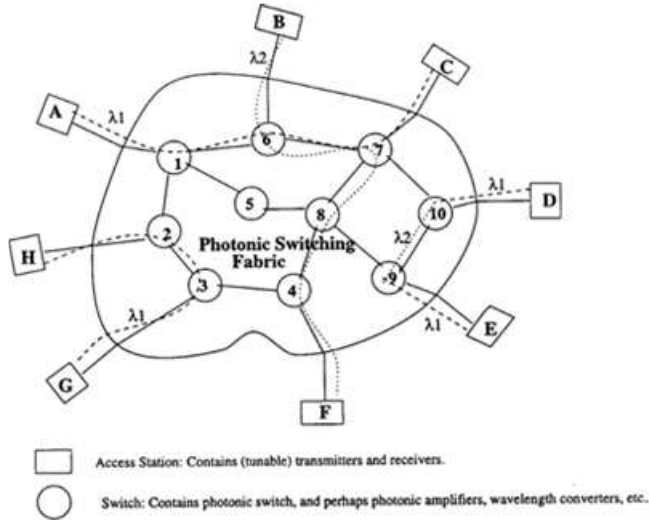 B
λ2
C
A
λ1
6
7
1
λ1
D
5
8
10
2
λ2
H
Photonic Switching
Fabric
9
3
4
λ1
λ1
E
G
F
Access Station: Contains (tunable) transmitters and receivers.
Switch: Contains photonic switch, and perhaps photonic amplifiers, wavelength converters, etc.